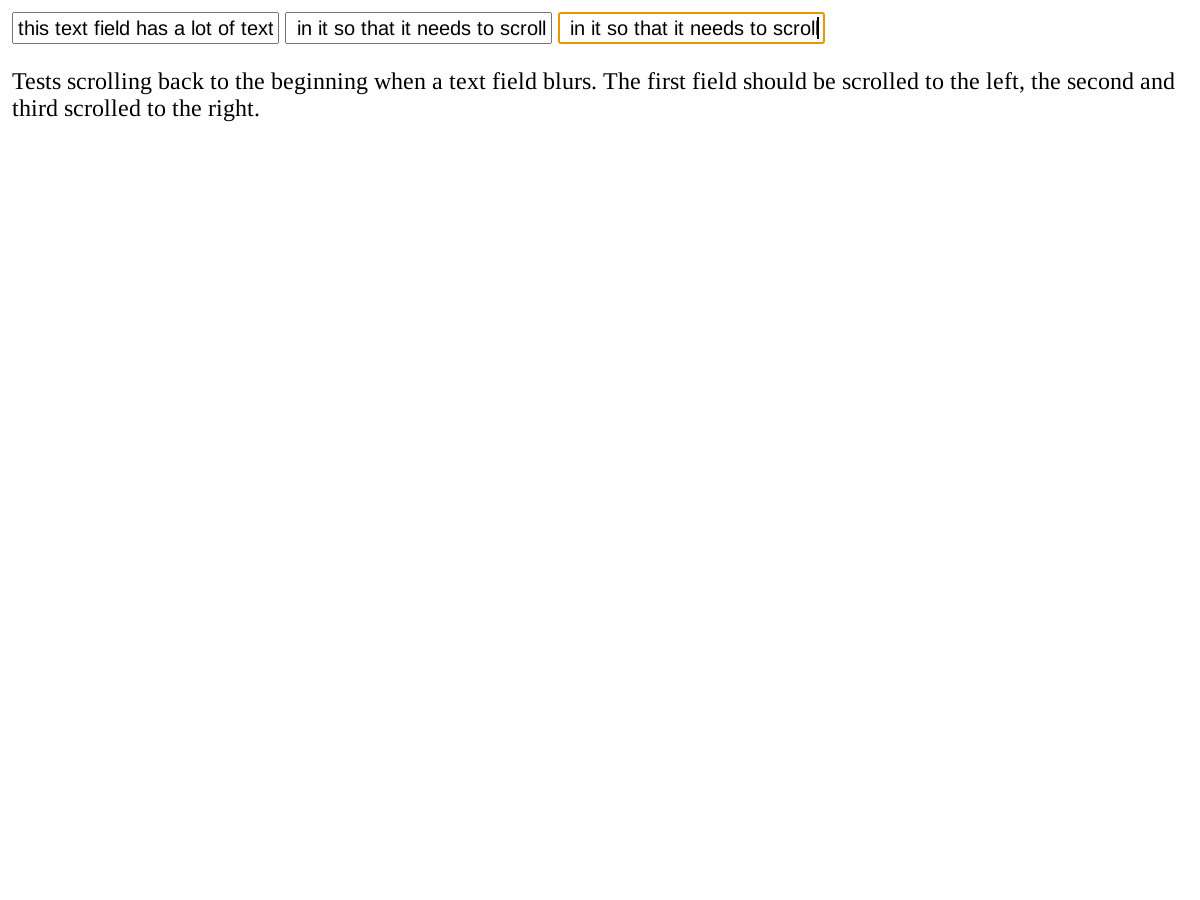 this text field has a lot of text in it so that it needs to scroll in it so that it needs to scroll
Tests scrolling back to the beginning when a text field blurs. The first field should be scrolled to the left, the second and
third scrolled to the right.